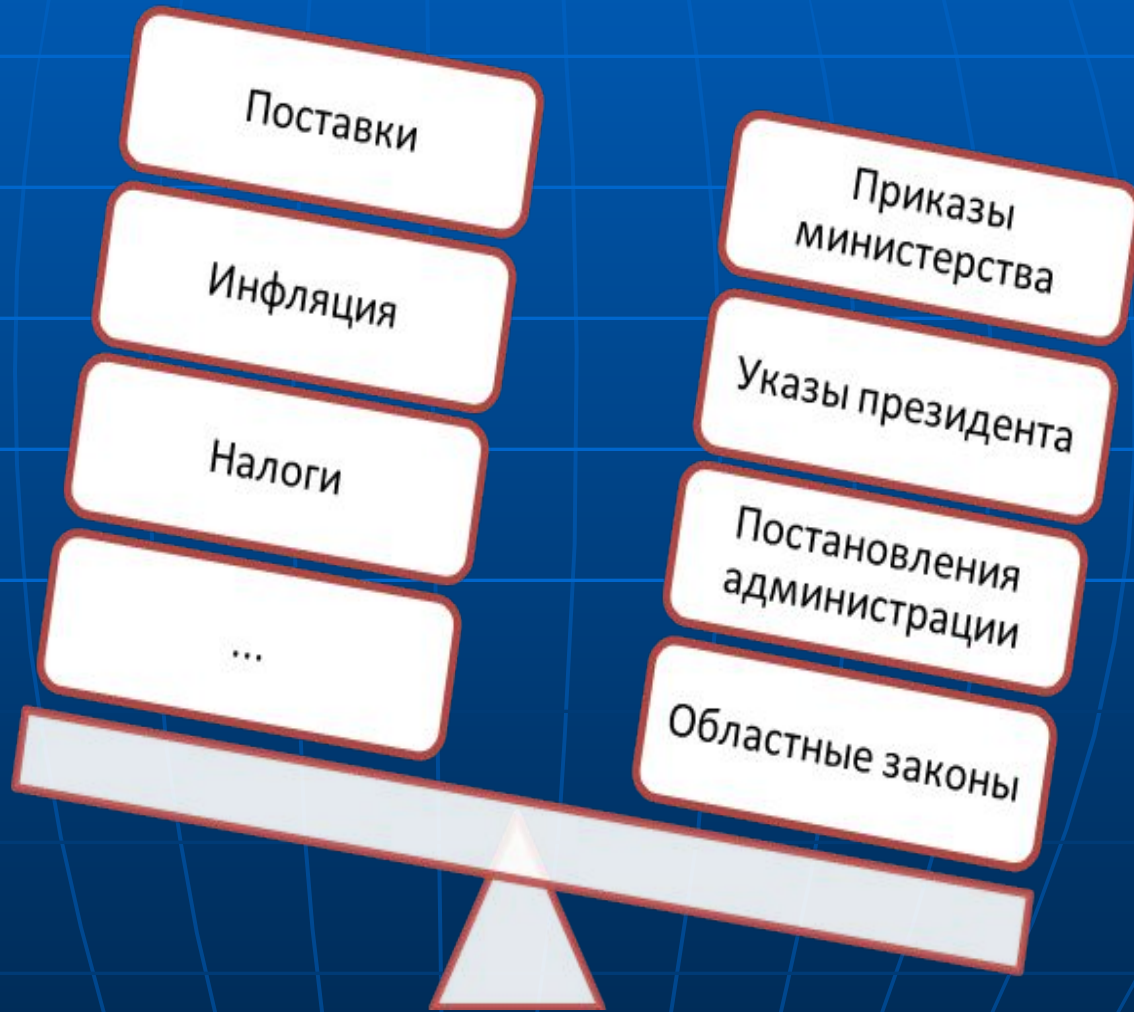 Поставки
Инфляция
Налоги
...
Приказы
министерства
Указы президента
Постановления
администрации
Областные законы